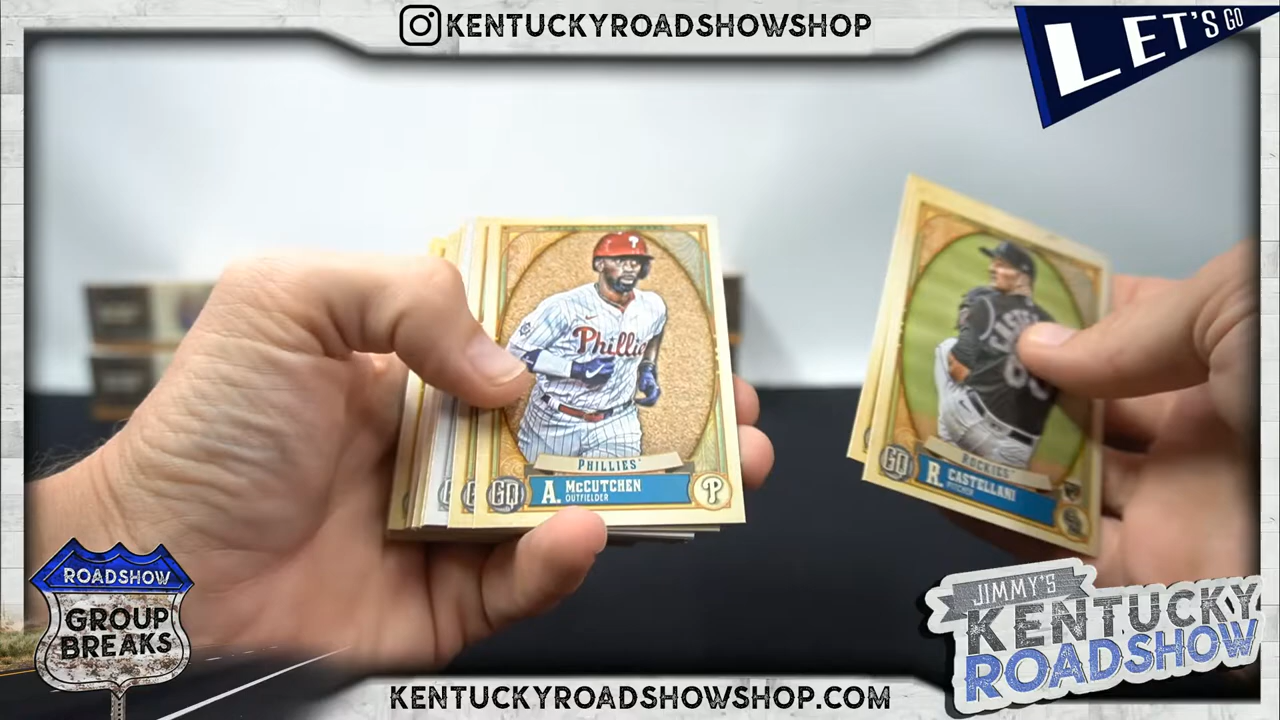 KENTUCKYROADSHOWSHOP
LET'S GO
Phillies
PHILLIES
GQ
A. McCUTCHEN
OUTFIELDER
P
ROCKIES
GQ
R. CASTELLANI
PITCHER
ROADSHOW
GROUP
BREAKS
JIMMY'S
KENTUCKY
ROADSHOW
KENTUCKYROADSHOWSHOP.COM